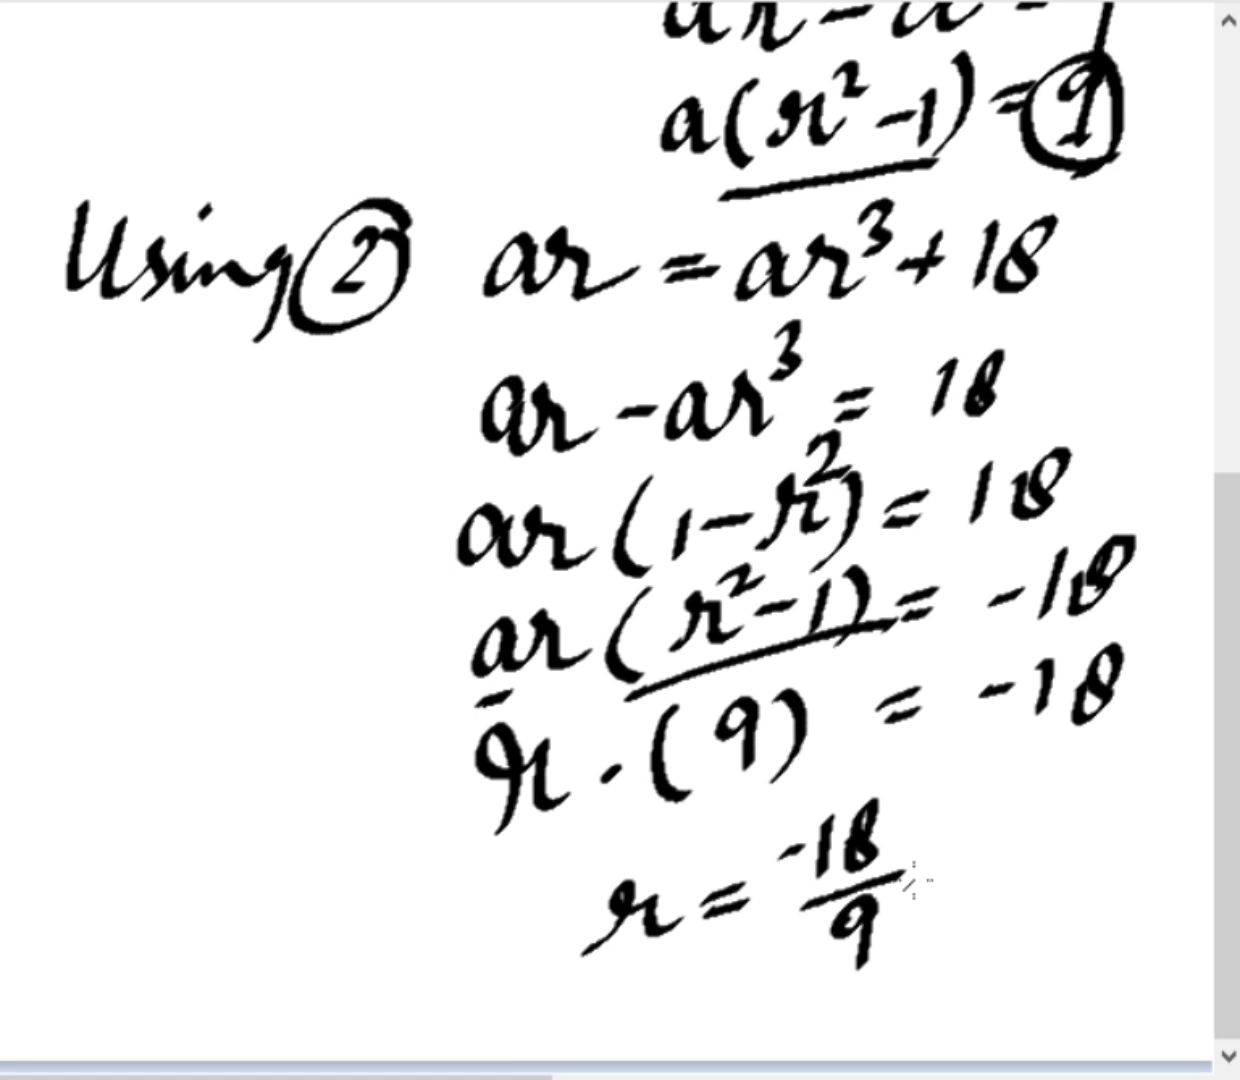 a(r²-1) = 9
Using ② ar = ar³ + 18
ar - ar³ = 18
ar (1 - r²) = 18
ar (r² - 1) = -18
r . (9) = -18
r = -18/9